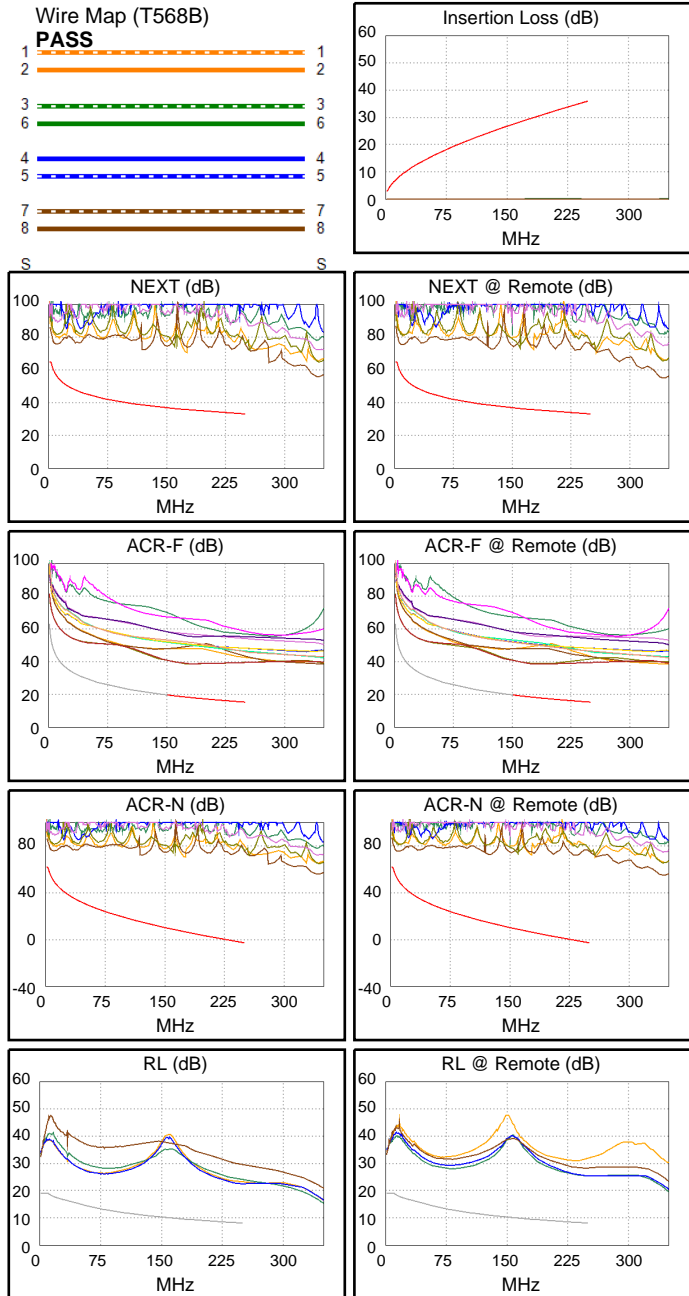 Wire Map (T568B)
PASS
1 1
2 2
3 3
6 6
4 4
5 5
7 7
8 8
S S
Insertion Loss (dB)
60
50
40
30
20
10
0
0 75 150 225 300
MHz
NEXT (dB)
100
80
60
40
20
0
0 75 150 225 300
MHz
NEXT @ Remote (dB)
100
80
60
40
20
0
0 75 150 225 300
MHz
ACR-F (dB)
100
80
60
40
20
0
0 75 150 225 300
MHz
ACR-F @ Remote (dB)
100
80
60
40
20
0
0 75 150 225 300
MHz
ACR-N (dB)
80
40
0
-40
0 75 150 225 300
MHz
ACR-N @ Remote (dB)
80
40
0
-40
0 75 150 225 300
MHz
RL (dB)
60
50
40
30
20
10
0
0 75 150 225 300
MHz
RL @ Remote (dB)
60
50
40
30
20
10
0
0 75 150 225 300
MHz